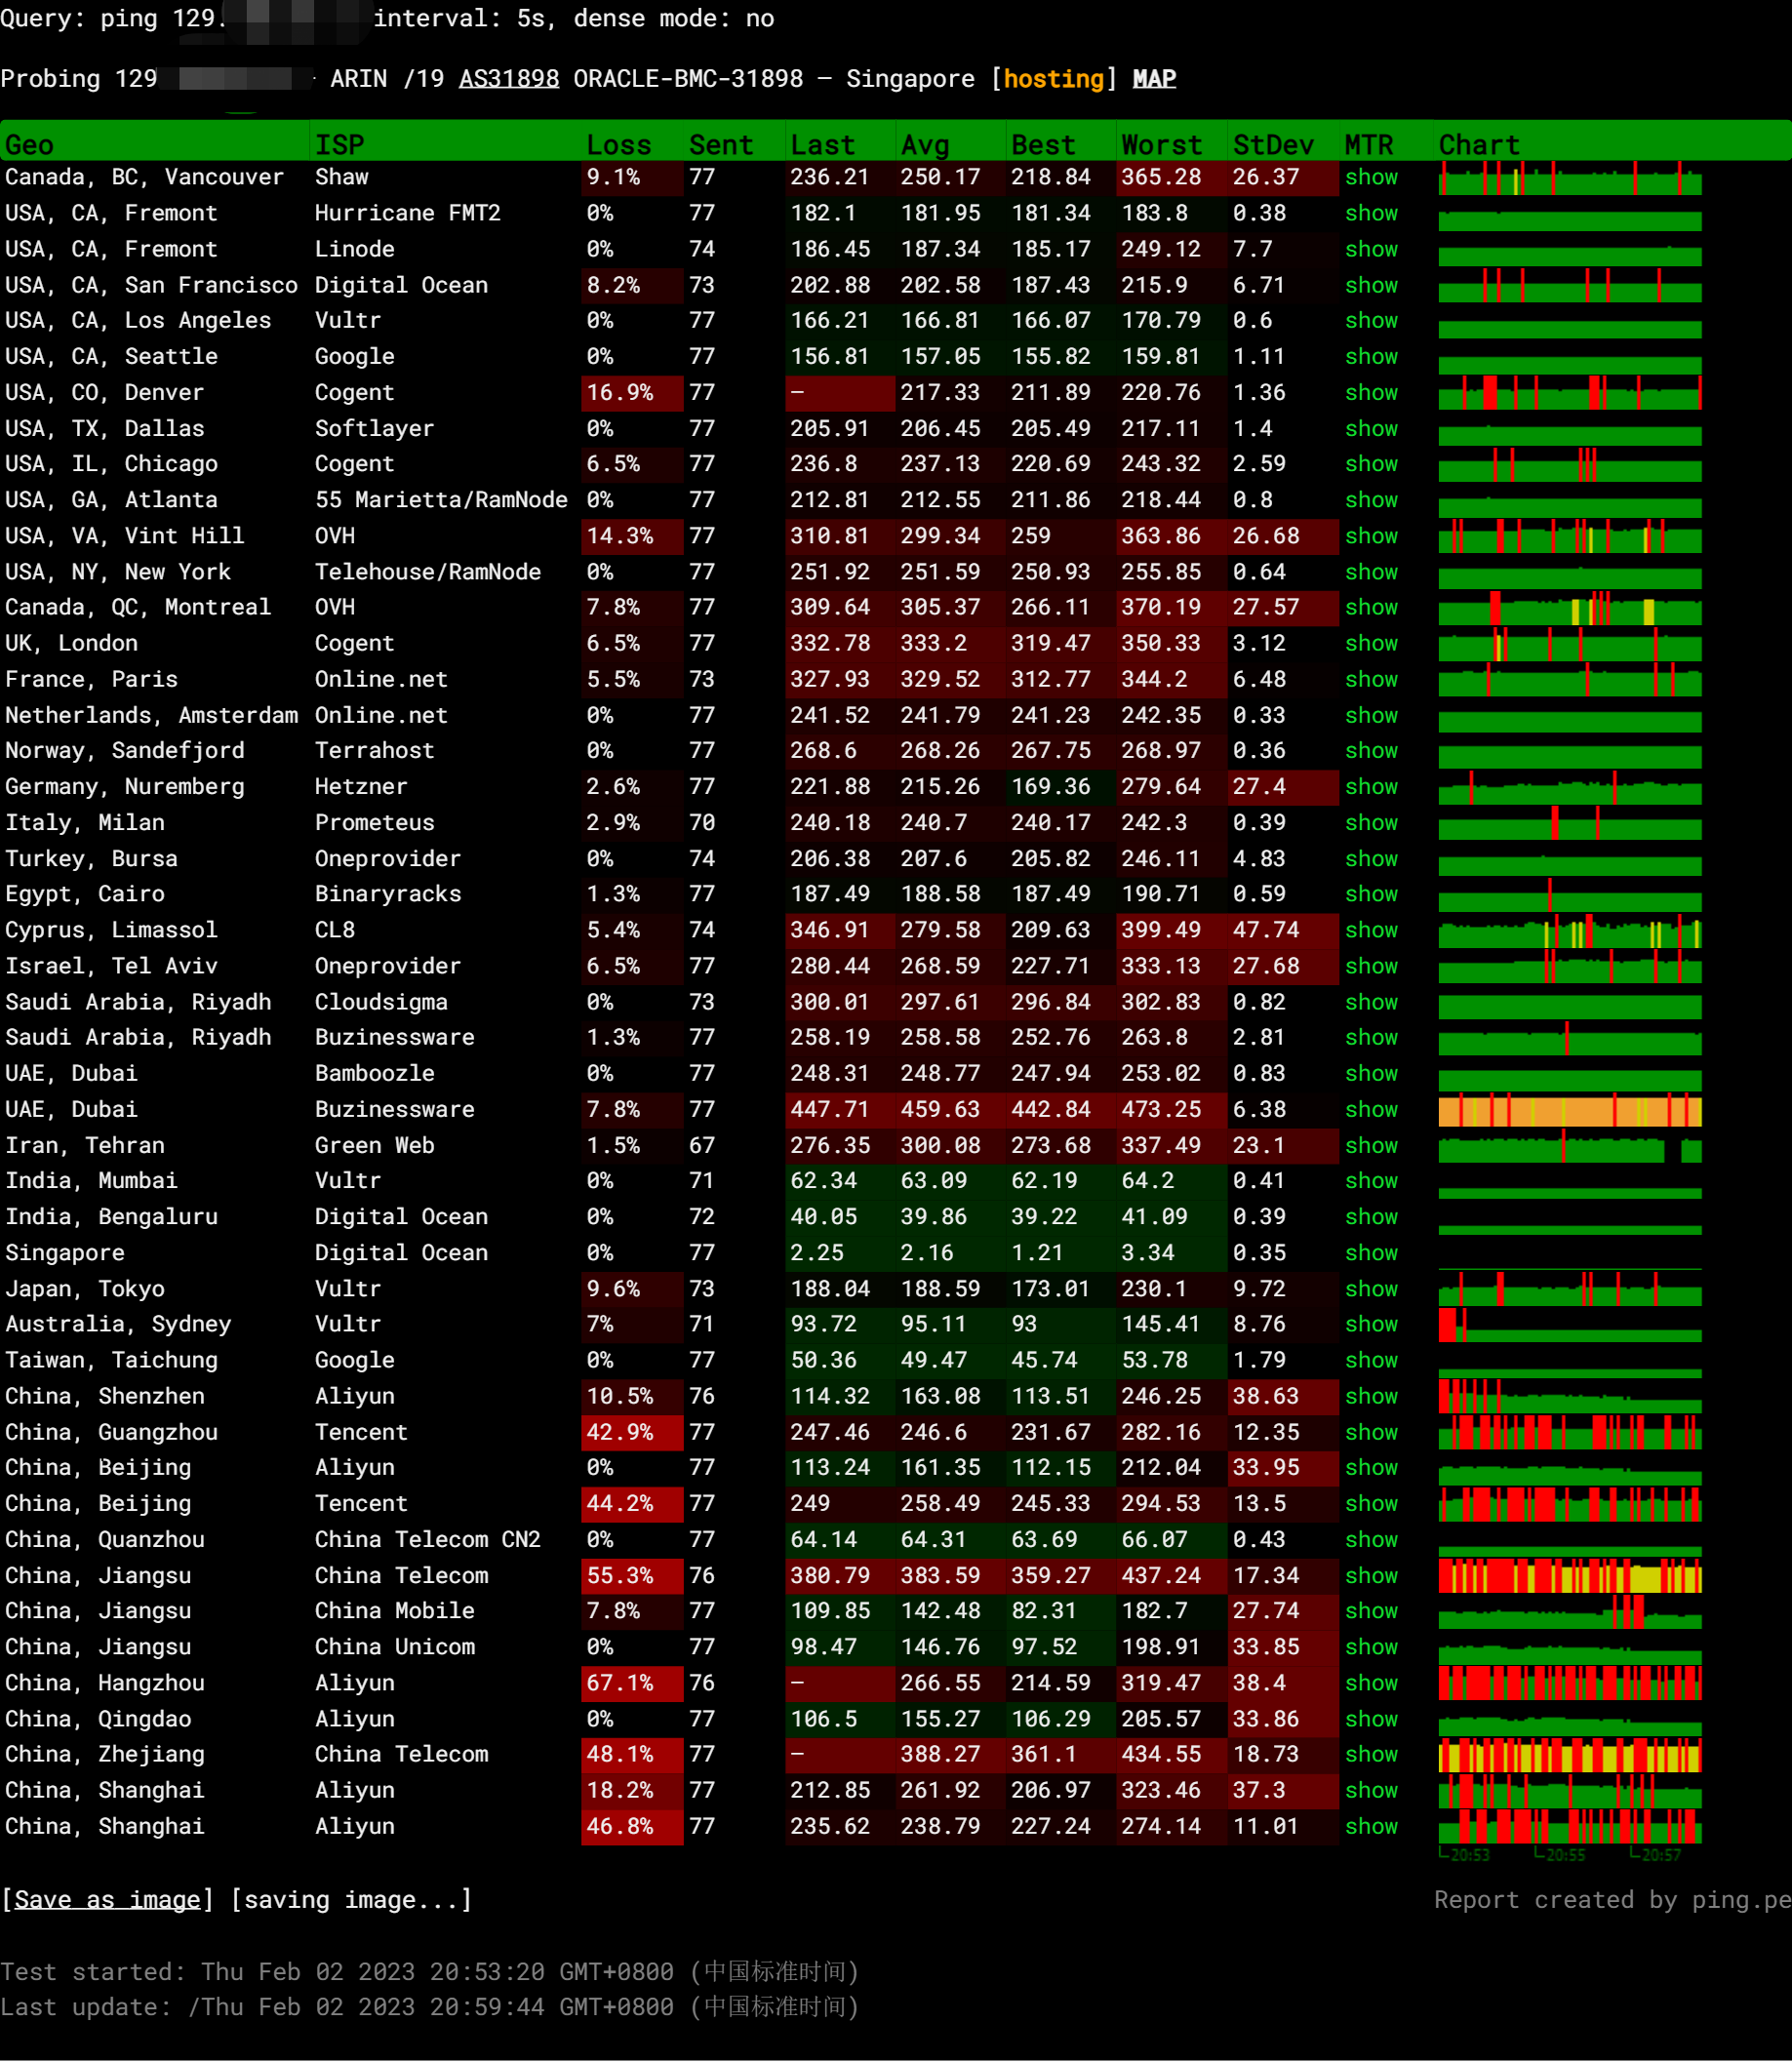 Query: ping 129. interval: 5s, dense mode: no
Probing 129 ARIN /19 AS31898 ORACLE-BMC-31898 — Singapore [hosting] MAP
Geo ISP Loss Sent Last Avg Best Worst StDev MTR Chart
Canada, BC, Vancouver Shaw 9.1% 77 236.21 250.17 218.84 365.28 26.37 show
USA, CA, Fremont Hurricane FMT2 0% 77 182.1 181.95 181.34 183.8 0.38 show
USA, CA, Fremont Linode 0% 74 186.45 187.34 185.17 249.12 7.7 show
USA, CA, San Francisco Digital Ocean 8.2% 73 202.88 202.58 187.43 215.9 6.71 show
USA, CA, Los Angeles Vultr 0% 77 166.21 166.81 166.07 170.79 0.6 show
USA, CA, Seattle Google 0% 77 156.81 157.05 155.82 159.81 1.11 show
USA, CO, Denver Cogent 16.9% 77 — 217.33 211.89 220.76 1.36 show
USA, TX, Dallas Softlayer 0% 77 205.91 206.45 205.49 217.11 1.4 show
USA, IL, Chicago Cogent 6.5% 77 236.8 237.13 220.69 243.32 2.59 show
USA, GA, Atlanta 55 Marietta/RamNode 0% 77 212.81 212.55 211.86 218.44 0.8 show
USA, VA, Vint Hill OVH 14.3% 77 310.81 299.34 259 363.86 26.68 show
USA, NY, New York Telehouse/RamNode 0% 77 251.92 251.59 250.93 255.85 0.64 show
Canada, QC, Montreal OVH 7.8% 77 309.64 305.37 266.11 370.19 27.57 show
UK, London Cogent 6.5% 77 332.78 333.2 319.47 350.33 3.12 show
France, Paris Online.net 5.5% 73 327.93 329.52 312.77 344.2 6.48 show
Netherlands, Amsterdam Online.net 0% 77 241.52 241.79 241.23 242.35 0.33 show
Norway, Sandefjord Terrahost 0% 77 268.6 268.26 267.75 268.97 0.36 show
Germany, Nuremberg Hetzner 2.6% 77 221.88 215.26 169.36 279.64 27.4 show
Italy, Milan Prometeus 2.9% 70 240.18 240.7 240.17 242.3 0.39 show
Turkey, Bursa Oneprovider 0% 74 206.38 207.6 205.82 246.11 4.83 show
Egypt, Cairo Binaryracks 1.3% 77 187.49 188.58 187.49 190.71 0.59 show
Cyprus, Limassol CL8 5.4% 74 346.91 279.58 209.63 399.49 47.74 show
Israel, Tel Aviv Oneprovider 6.5% 77 280.44 268.59 227.71 333.13 27.68 show
Saudi Arabia, Riyadh Cloudsigma 0% 73 300.01 297.61 296.84 302.83 0.82 show
Saudi Arabia, Riyadh Buzinessware 1.3% 77 258.19 258.58 252.76 263.8 2.81 show
UAE, Dubai Bamboozle 0% 77 248.31 248.77 247.94 253.02 0.83 show
UAE, Dubai Buzinessware 7.8% 77 447.71 459.63 442.84 473.25 6.38 show
Iran, Tehran Green Web 1.5% 67 276.35 300.08 273.68 337.49 23.1 show
India, Mumbai Vultr 0% 71 62.34 63.09 62.19 64.2 0.41 show
India, Bengaluru Digital Ocean 0% 72 40.05 39.86 39.22 41.09 0.39 show
Singapore Digital Ocean 0% 77 2.25 2.16 1.21 3.34 0.35 show
Japan, Tokyo Vultr 9.6% 73 188.04 188.59 173.01 230.1 9.72 show
Australia, Sydney Vultr 7% 71 93.72 95.11 93 145.41 8.76 show
Taiwan, Taichung Google 0% 77 50.36 49.47 45.74 53.78 1.79 show
China, Shenzhen Aliyun 10.5% 76 114.32 163.08 113.51 246.25 38.63 show
China, Guangzhou Tencent 42.9% 77 247.46 246.6 231.67 282.16 12.35 show
China, Beijing Aliyun 0% 77 113.24 161.35 112.15 212.04 33.95 show
China, Beijing Tencent 44.2% 77 249 258.49 245.33 294.53 13.5 show
China, Quanzhou China Telecom CN2 0% 77 64.14 64.31 63.69 66.07 0.43 show
China, Jiangsu China Telecom 55.3% 76 380.79 383.59 359.27 437.24 17.34 show
China, Jiangsu China Mobile 7.8% 77 109.85 142.48 82.31 182.7 27.74 show
China, Jiangsu China Unicom 0% 77 98.47 146.76 97.52 198.91 33.85 show
China, Hangzhou Aliyun 67.1% 76 — 266.55 214.59 319.47 38.4 show
China, Qingdao Aliyun 0% 77 106.5 155.27 106.29 205.57 33.86 show
China, Zhejiang China Telecom 48.1% 77 — 388.27 361.1 434.55 18.73 show
China, Shanghai Aliyun 18.2% 77 212.85 261.92 206.97 323.46 37.3 show
China, Shanghai Aliyun 46.8% 77 235.62 238.79 227.24 274.14 11.01 show
20:53 20:55 20:57
[Save as image] [saving image...] Report created by ping.pe
Test started: Thu Feb 02 2023 20:53:20 GMT+0800 (中国标准时间)
Last update: /Thu Feb 02 2023 20:59:44 GMT+0800 (中国标准时间)